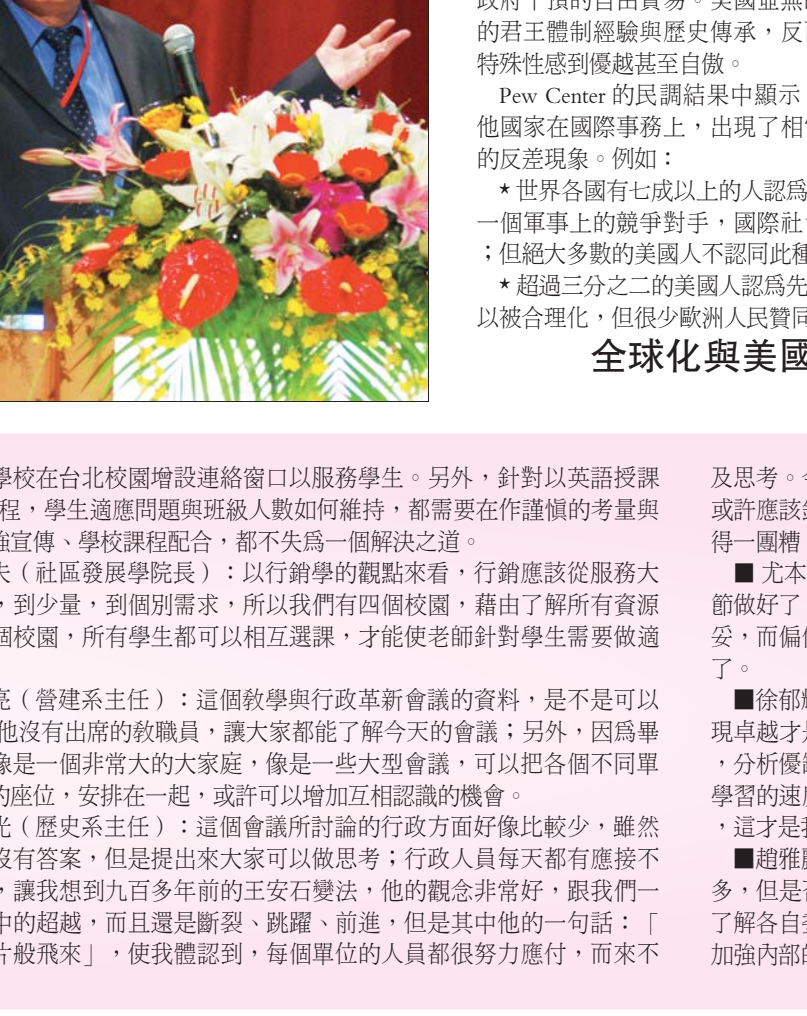 政府干預的自由貿易。美國並無
的君王體制經驗與歷史傳承，反
特殊性感到優越甚至自傲。
Pew Center 的民調結果中顯示，
他國家在國際事務上，出現了相
的反差現象。例如：
★世界各國有七成以上的人認爲
一個軍事上的競爭對手，國際社
；但絕大多數的美國人不認同此種
★超過三分之二的美國人認爲先
以被合理化，但很少歐洲人民贊同
全球化與美國
學校在台北校園增設連絡窗口以服務學生。另外，針對以英語授課
程，學生適應問題與班級人數如何維持，都需要在作謹慎的考量與
強宣傳、學校課程配合，都不失爲一個解決之道。
夫（社區發展學院長）：以行銷學的觀點來看，行銷應該從服務大
，到少量，到個別需求，所以我們有四個校園，藉由了解所有資源
個校園，所有學生都可以相互選課，才能使老師針對學生需要做適
亮（營建系主任）：這個教學與行政革新會議的資料，是不是可以
他沒有出席的教職員，讓大家都能了解今天的會議；另外，因爲畢
像是一個非常大的大家庭，像是一些大型會議，可以把各個不同單
的座位，安排在一起，或許可以增加互相認識的機會。
光（歷史系主任）：這個會議所討論的行政方面好像比較少，雖然
沒有答案，但是提出來大家可以做思考；行政人員每天都有應接不
，讓我想到九百多年前的王安石變法，他的觀念非常好，跟我們一
中的超越，而且還是斷裂、跳躍、前進，但是其中他的一句話：「
片般飛來」，使我體認到，每個單位的人員都很努力應付，而來不
及思考。
或許應該
得一團糟
■ 尤本
節做好了，
妥，而偏
了。
■徐郁
現卓越才
，分析優
學習的速
，這才是
■趙雅
多，但是
了解各自
加強內部的